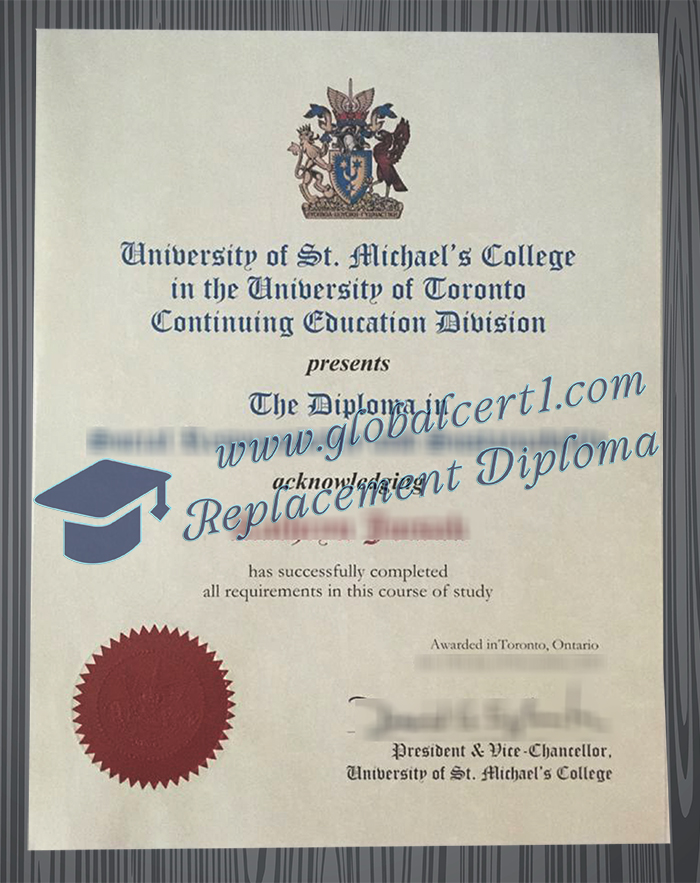 University of St. Michael's College
in the University of Toronto
Continuing Education Division
presents
The Diploma in
www.globalcert1.com
acknowledging
Replacement Diploma
has successfully completed
all requirements in this course of study
Awarded inToronto, Ontario
President & Vice-Chancellor,
University of St. Michael's College